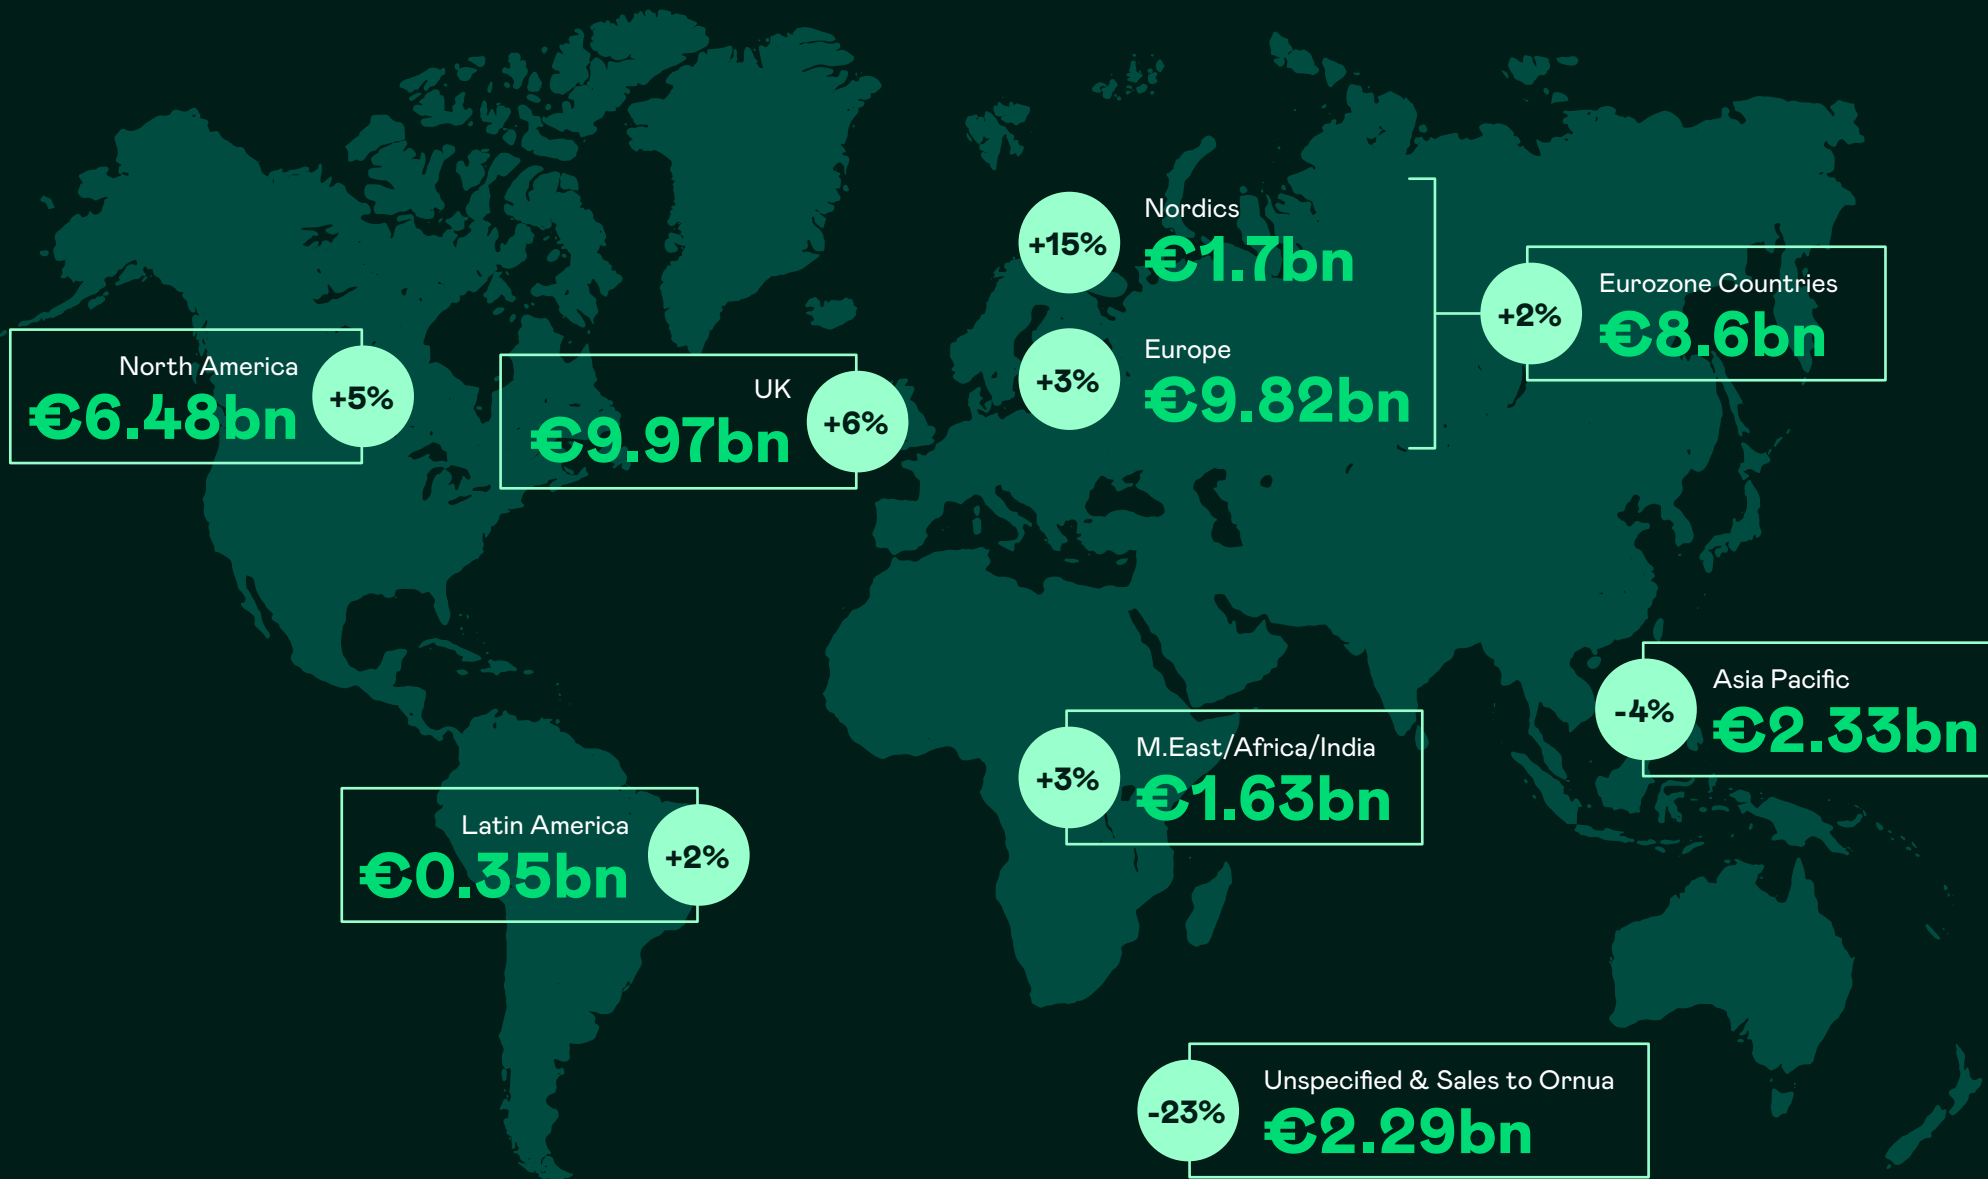 Nordics
+15%
€1.7bn
Europe
+3%
€9.82bn
Eurozone Countries
+2%
€8.6bn
North America
€6.48bn
+5%
UK
€9.97bn
+6%
Asia Pacific
-4%
€2.33bn
M.East/Africa/India
+3%
€1.63bn
Latin America
€0.35bn
+2%
Unspecified & Sales to Ornua
-23%
€2.29bn